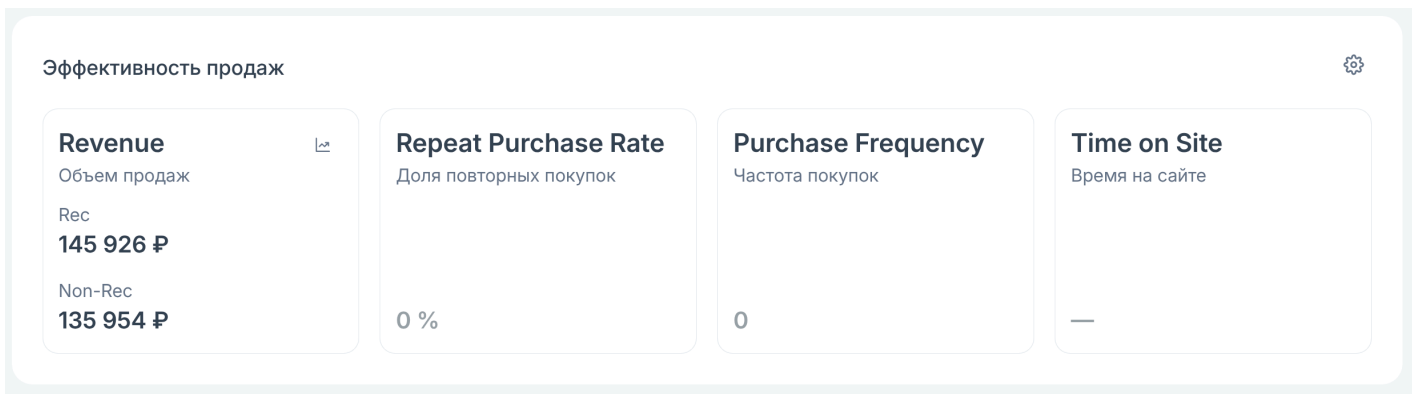 Эффективность продаж
Revenue
Объем продаж
Rec
145 926 ₽
Non-Rec
135 954 ₽
Repeat Purchase Rate
Доля повторных покупок
0 %
Purchase Frequency
Частота покупок
0
Time on Site
Время на сайте
—